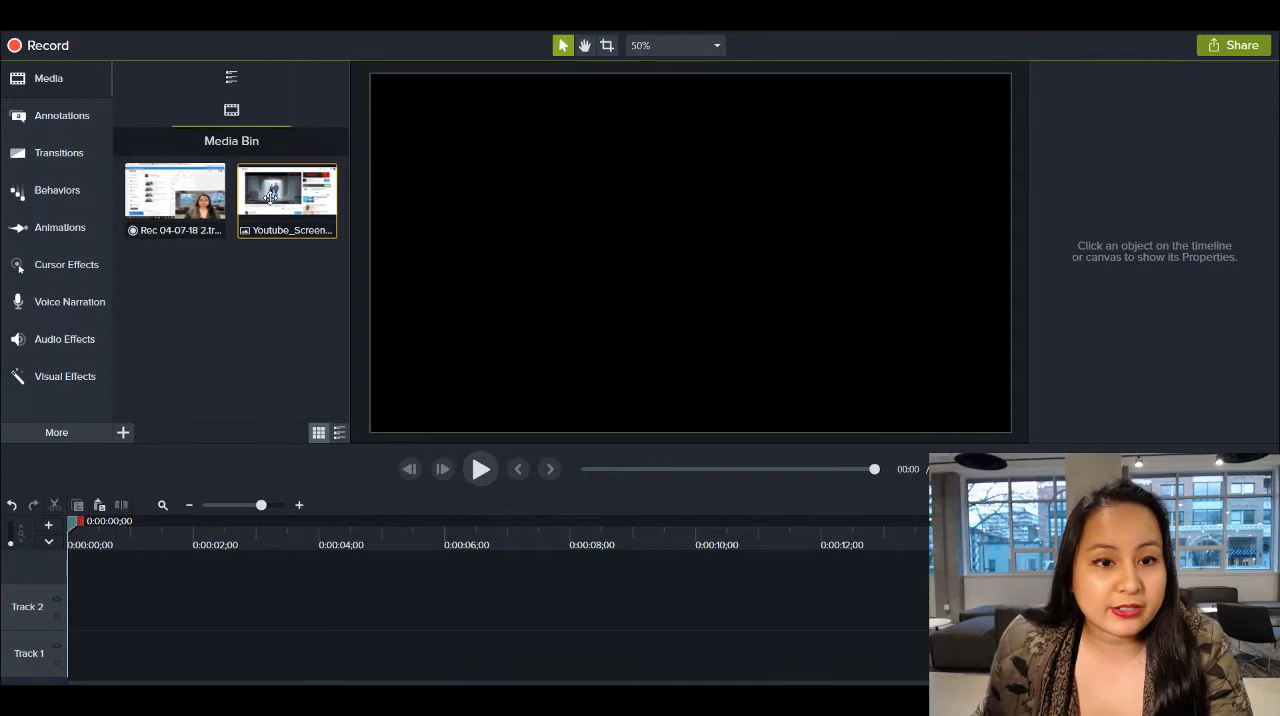 Record
50%
Share
Media
Annotations
Transitions
Behaviors
Animations
Cursor Effects
Voice Narration
Audio Effects
Visual Effects
More
Media Bin
Rec 04-07-18 2.tr...
Youtube_Screen...
Click an object on the timeline
or canvas to show its Properties.
00:00 /
0:00:00;00
0:00:00;00 0:00:02;00 0:00:04;00 0:00:06;00 0:00:08;00 0:00:10;00 0:00:12;00
Track 2
Track 1